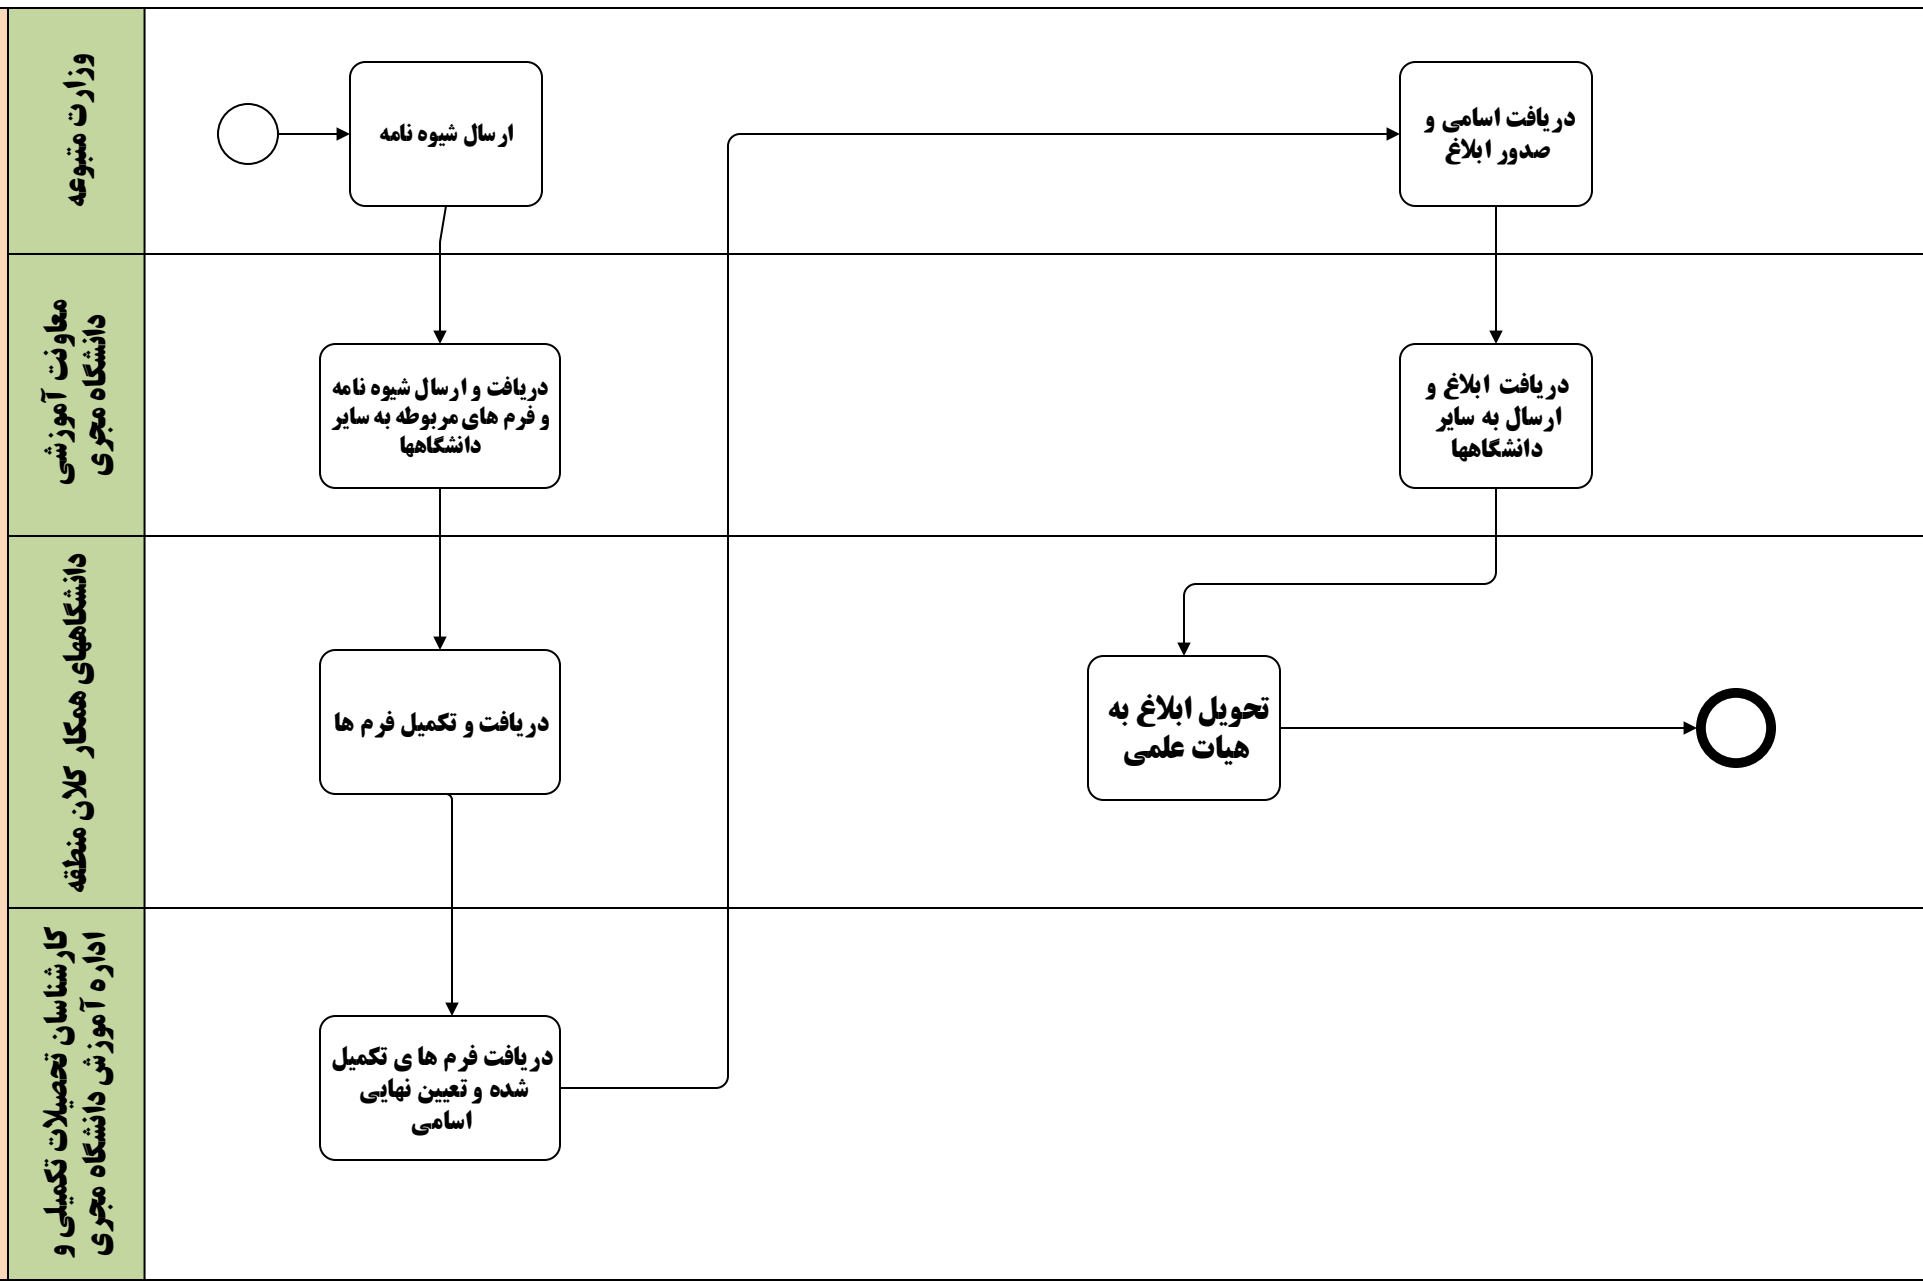 وزارت متبوعه
ارسال شیوه نامه
دریافت اسامی و
صدور ابلاغ
معاونت آموزشی
دانشگاه مجری
دریافت و ارسال شیوه نامه
و فرم های مربوطه به سایر
دانشگاهها
دریافت ابلاغ و
ارسال به سایر
دانشگاهها
دانشگاههای همکار کلان منطقه
دریافت و تکمیل فرم ها
تحویل ابلاغ به
هیات علمی
کارشناسان تحصیلات تکمیلی و
اداره آموزش دانشگاه مجری
دریافت فرم ها ی تکمیل
شده و تعیین نهایی
اسامی